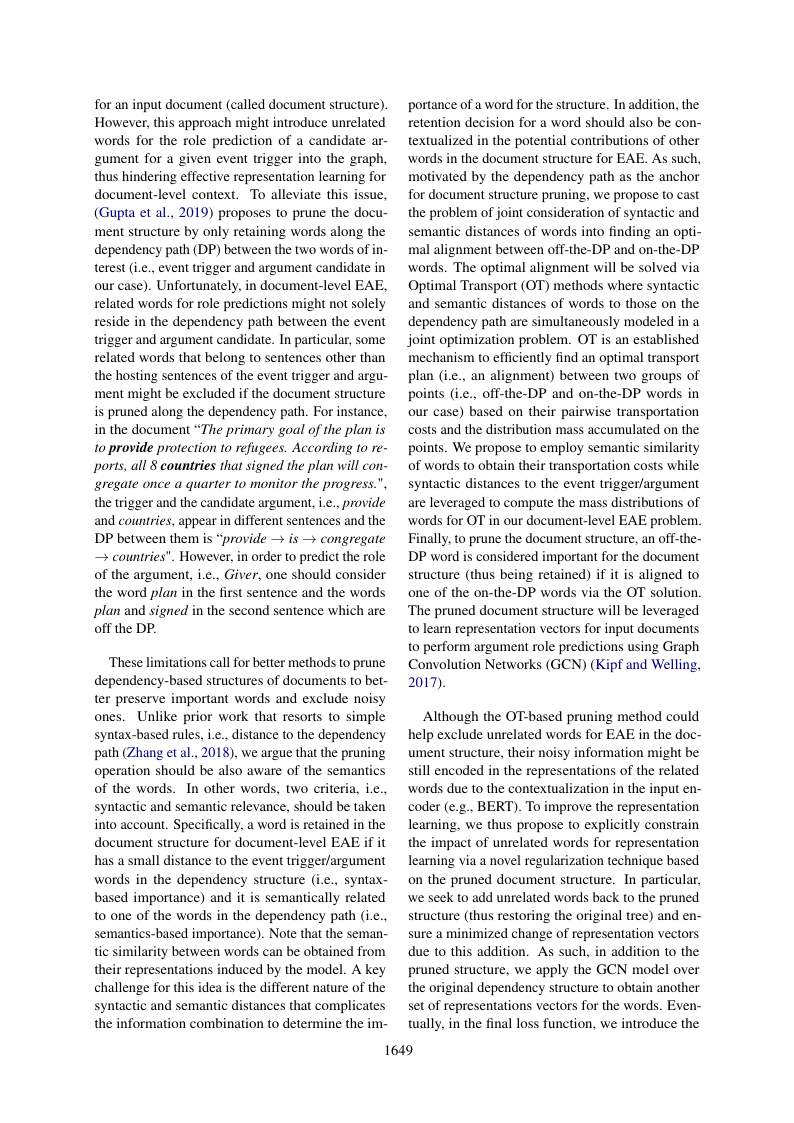 for an input document (called document structure).
However, this approach might introduce unrelated
words for the role prediction of a candidate ar-
gument for a given event trigger into the graph,
thus hindering effective representation learning for
document-level context. To alleviate this issue,
(Gupta et al., 2019) proposes to prune the docu-
ment structure by only retaining words along the
dependency path (DP) between the two words of in-
terest (i.e., event trigger and argument candidate in
our case). Unfortunately, in document-level EAE,
related words for role predictions might not solely
reside in the dependency path between the event
trigger and argument candidate. In particular, some
related words that belong to sentences other than
the hosting sentences of the event trigger and argu-
ment might be excluded if the document structure
is pruned along the dependency path. For instance,
in the document “The primary goal of the plan is
to provide protection to refugees. According to re-
ports, all 8 countries that signed the plan will con-
gregate once a quarter to monitor the progress.",
the trigger and the candidate argument, i.e., provide
and countries, appear in different sentences and the
DP between them is “provide → is → congregate
→ countries". However, in order to predict the role
of the argument, i.e., Giver, one should consider
the word plan in the first sentence and the words
plan and signed in the second sentence which are
off the DP.
These limitations call for better methods to prune
dependency-based structures of documents to bet-
ter preserve important words and exclude noisy
ones. Unlike prior work that resorts to simple
syntax-based rules, i.e., distance to the dependency
path (Zhang et al., 2018), we argue that the pruning
operation should be also aware of the semantics
of the words. In other words, two criteria, i.e.,
syntactic and semantic relevance, should be taken
into account. Specifically, a word is retained in the
document structure for document-level EAE if it
has a small distance to the event trigger/argument
words in the dependency structure (i.e., syntax-
based importance) and it is semantically related
to one of the words in the dependency path (i.e.,
semantics-based importance). Note that the seman-
tic similarity between words can be obtained from
their representations induced by the model. A key
challenge for this idea is the different nature of the
syntactic and semantic distances that complicates
the information combination to determine the im-
portance of a word for the structure. In addition, the
retention decision for a word should also be con-
textualized in the potential contributions of other
words in the document structure for EAE. As such,
motivated by the dependency path as the anchor
for document structure pruning, we propose to cast
the problem of joint consideration of syntactic and
semantic distances of words into finding an opti-
mal alignment between off-the-DP and on-the-DP
words. The optimal alignment will be solved via
Optimal Transport (OT) methods where syntactic
and semantic distances of words to those on the
dependency path are simultaneously modeled in a
joint optimization problem. OT is an established
mechanism to efficiently find an optimal transport
plan (i.e., an alignment) between two groups of
points (i.e., off-the-DP and on-the-DP words in
our case) based on their pairwise transportation
costs and the distribution mass accumulated on the
points. We propose to employ semantic similarity
of words to obtain their transportation costs while
syntactic distances to the event trigger/argument
are leveraged to compute the mass distributions of
words for OT in our document-level EAE problem.
Finally, to prune the document structure, an off-the-
DP word is considered important for the document
structure (thus being retained) if it is aligned to
one of the on-the-DP words via the OT solution.
The pruned document structure will be leveraged
to learn representation vectors for input documents
to perform argument role predictions using Graph
Convolution Networks (GCN) (Kipf and Welling,
2017).
Although the OT-based pruning method could
help exclude unrelated words for EAE in the doc-
ument structure, their noisy information might be
still encoded in the representations of the related
words due to the contextualization in the input en-
coder (e.g., BERT). To improve the representation
learning, we thus propose to explicitly constrain
the impact of unrelated words for representation
learning via a novel regularization technique based
on the pruned document structure. In particular,
we seek to add unrelated words back to the pruned
structure (thus restoring the original tree) and en-
sure a minimized change of representation vectors
due to this addition. As such, in addition to the
pruned structure, we apply the GCN model over
the original dependency structure to obtain another
set of representations vectors for the words. Even-
tually, in the final loss function, we introduce the
1649